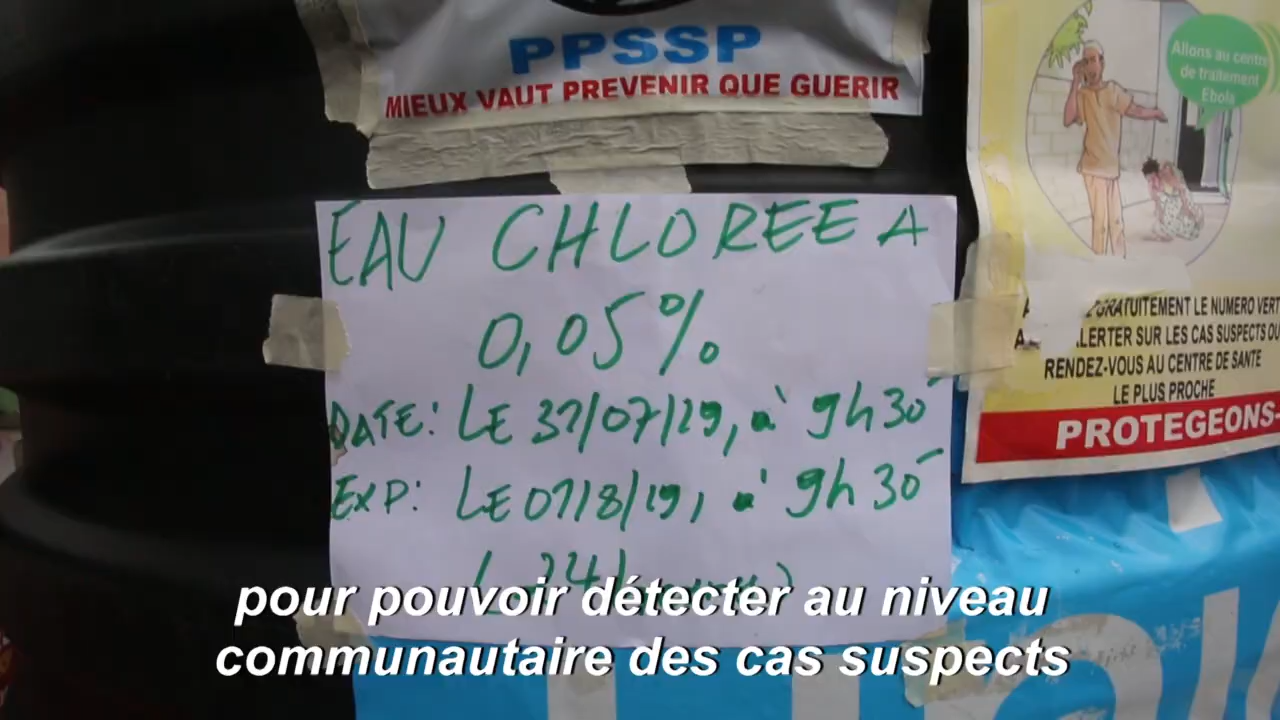 PPSSP
MIEUX VAUT PREVENIR QUE GUERIR
Allons au centre
de traitement
Ebola
EAU CHLOREE A
0,05%
DATE: LE 31/07/19, à 9h30
EXP: LE 01/8/19, à 9h30
(24
GRATUITEMENT LE NUMERO VERT
ALERTER SUR LES CAS SUSPECTS OU
RENDEZ-VOUS AU CENTRE DE SANTE
LE PLUS PROCHE
PROTEGEONS-
pour pouvoir détecter au niveau
communautaire des cas suspects